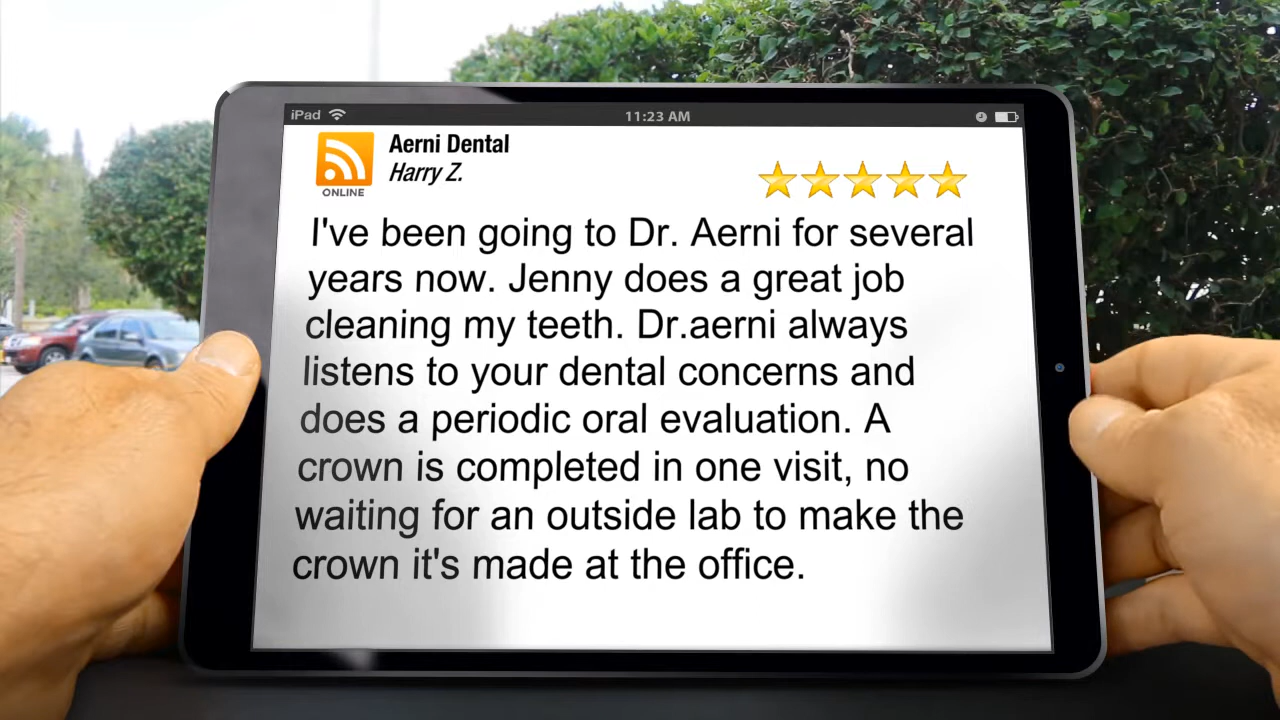 iPad 11:23 AM
Aerni Dental
Harry Z.
ONLINE
I've been going to Dr. Aerni for several
years now. Jenny does a great job
cleaning my teeth. Dr.aerni always
listens to your dental concerns and
does a periodic oral evaluation. A
crown is completed in one visit, no
waiting for an outside lab to make the
crown it's made at the office.